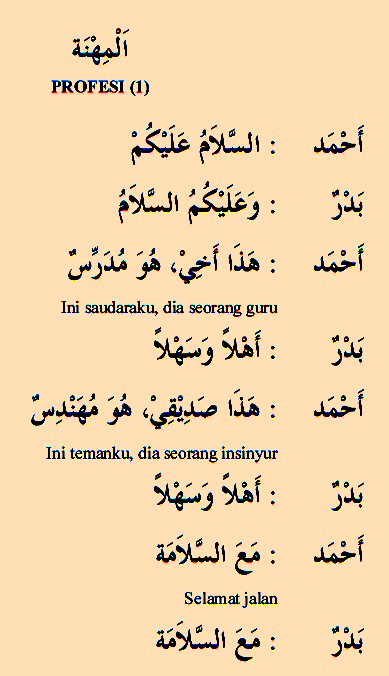 اَلْمِهْنَة
PROFESI (1)
أَحْمَد : السَّلاَمُ عَلَيْكُمْ
بَدْرٌ : وَعَلَيْكُمُ السَّلاَمُ
أَحْمَد : هَذَا أَخِيْ، هُوَ مُدَرِّسٌ
Ini saudaraku, dia seorang guru
بَدْرٌ : أَهْلاً وَسَهْلاً
أَحْمَد : هَذَا صَدِيْقِيْ، هُوَ مُهَنْدِسٌ
Ini temanku, dia seorang insinyur
بَدْرٌ : أَهْلاً وَسَهْلاً
أَحْمَد : مَعَ السَّلاَمَة
Selamat jalan
بَدْرٌ : مَعَ السَّلاَمَة